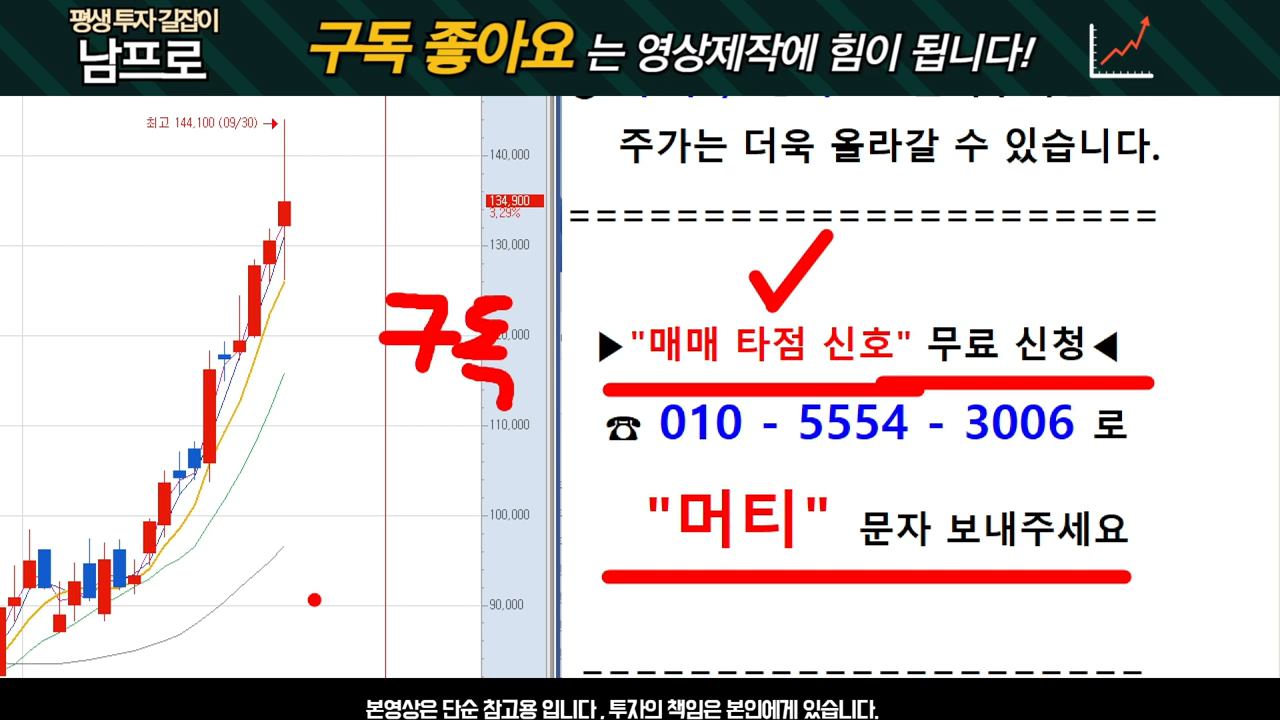 평생 투자 길잡이
남프로
구독 좋아요 는 영상제작에 힘이 됩니다!
최고 144,100 (09/30)
140,000
134,900
3,29%
130,000
110,000
100,000
90,000
구독
주가는 더욱 올라갈 수 있습니다.
=====================
▶"매매 타점 신호" 무료 신청◀
☎ 010 - 5554 - 3006 로
"머티" 문자 보내주세요
본영상은 단순 참고용 입니다 , 투자의 책임은 본인에게 있습니다.